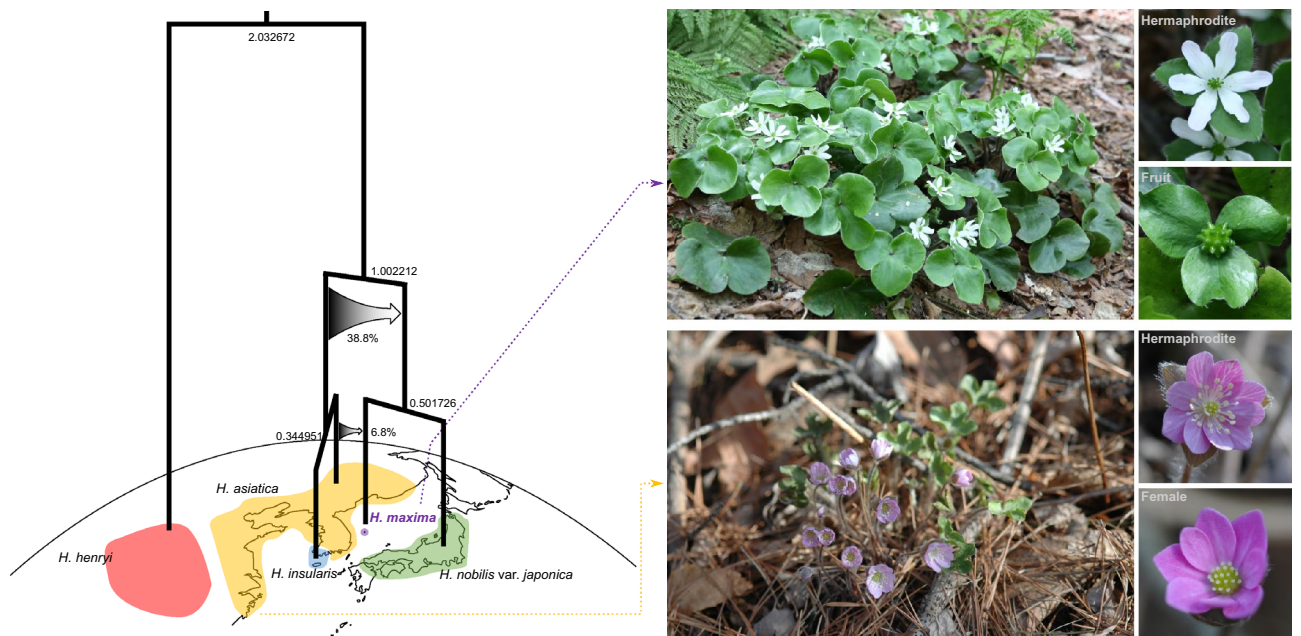 2.032672
1.002212
38.8%
0.501726
0.344951
6.8%
H. asiatica
H. maxima
H. henryi
H. insularis
H. nobilis var. japonica
Hermaphrodite
Fruit
Hermaphrodite
Female